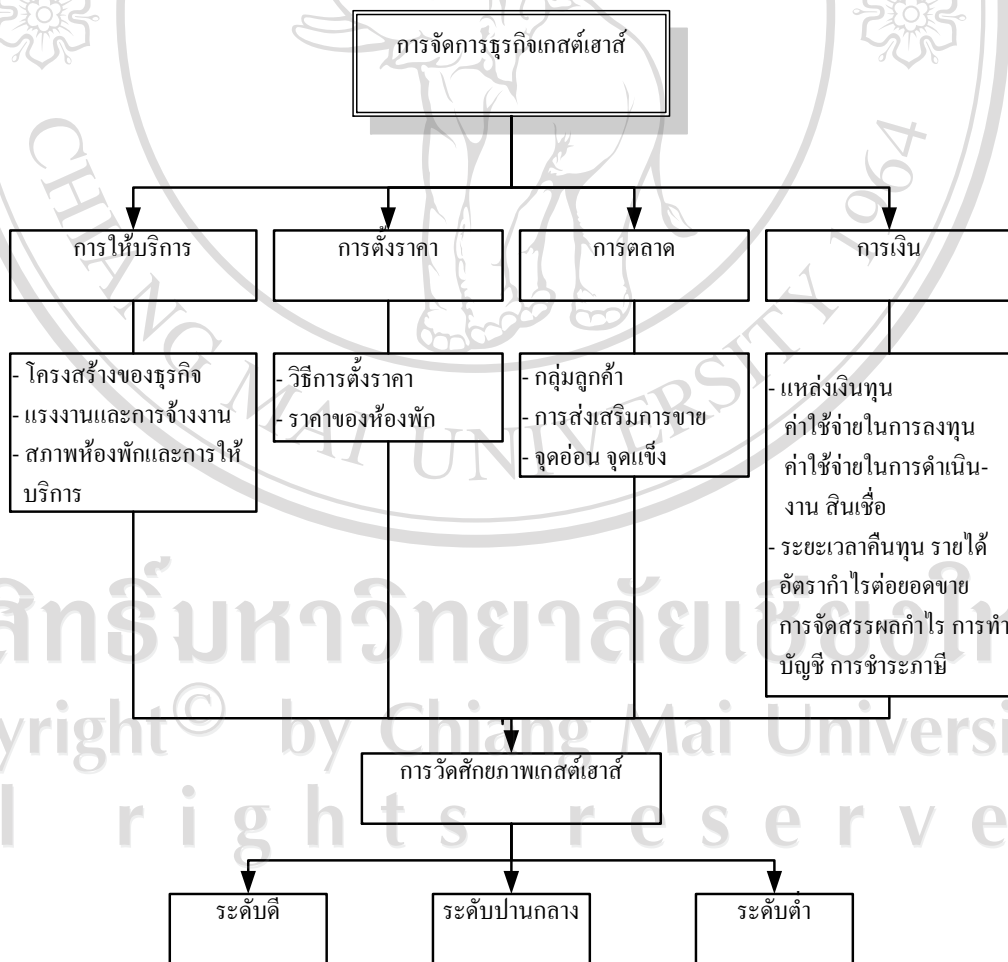 การจัดการธุรกิจเกสต์เฮาส์
CHIANG MAI UNIVERSITY 1964
การให้บริการ
การตั้งราคา
การตลาด
การเงิน
- โครงสร้างของธุรกิจ
- แรงงานและการจ้างงาน
- สภาพห้องพักและการให้
บริการ
- วิธีการตั้งราคา
- ราคาของห้องพัก
- กลุ่มลูกค้า
- การส่งเสริมการขาย
- จุดอ่อน จุดแข็ง
- แหล่งเงินทุน
ค่าใช้จ่ายในการลงทุน
ค่าใช้จ่ายในการดำเนิน-
งาน สินเชื่อ
- ระยะเวลาคืนทุน รายได้
อัตรากำไรต่อยอดขาย
การจัดสรรผลกำไร การทำ
บัญชี การชำระภาษี
สิทธิ์มหาวิทยาลัยเชียงให
yright© by Chiang Mai Universi
l rights reserve
การวัดศักยภาพเกสต์เฮาส์
ระดับดี
ระดับปานกลาง
ระดับต่ำ